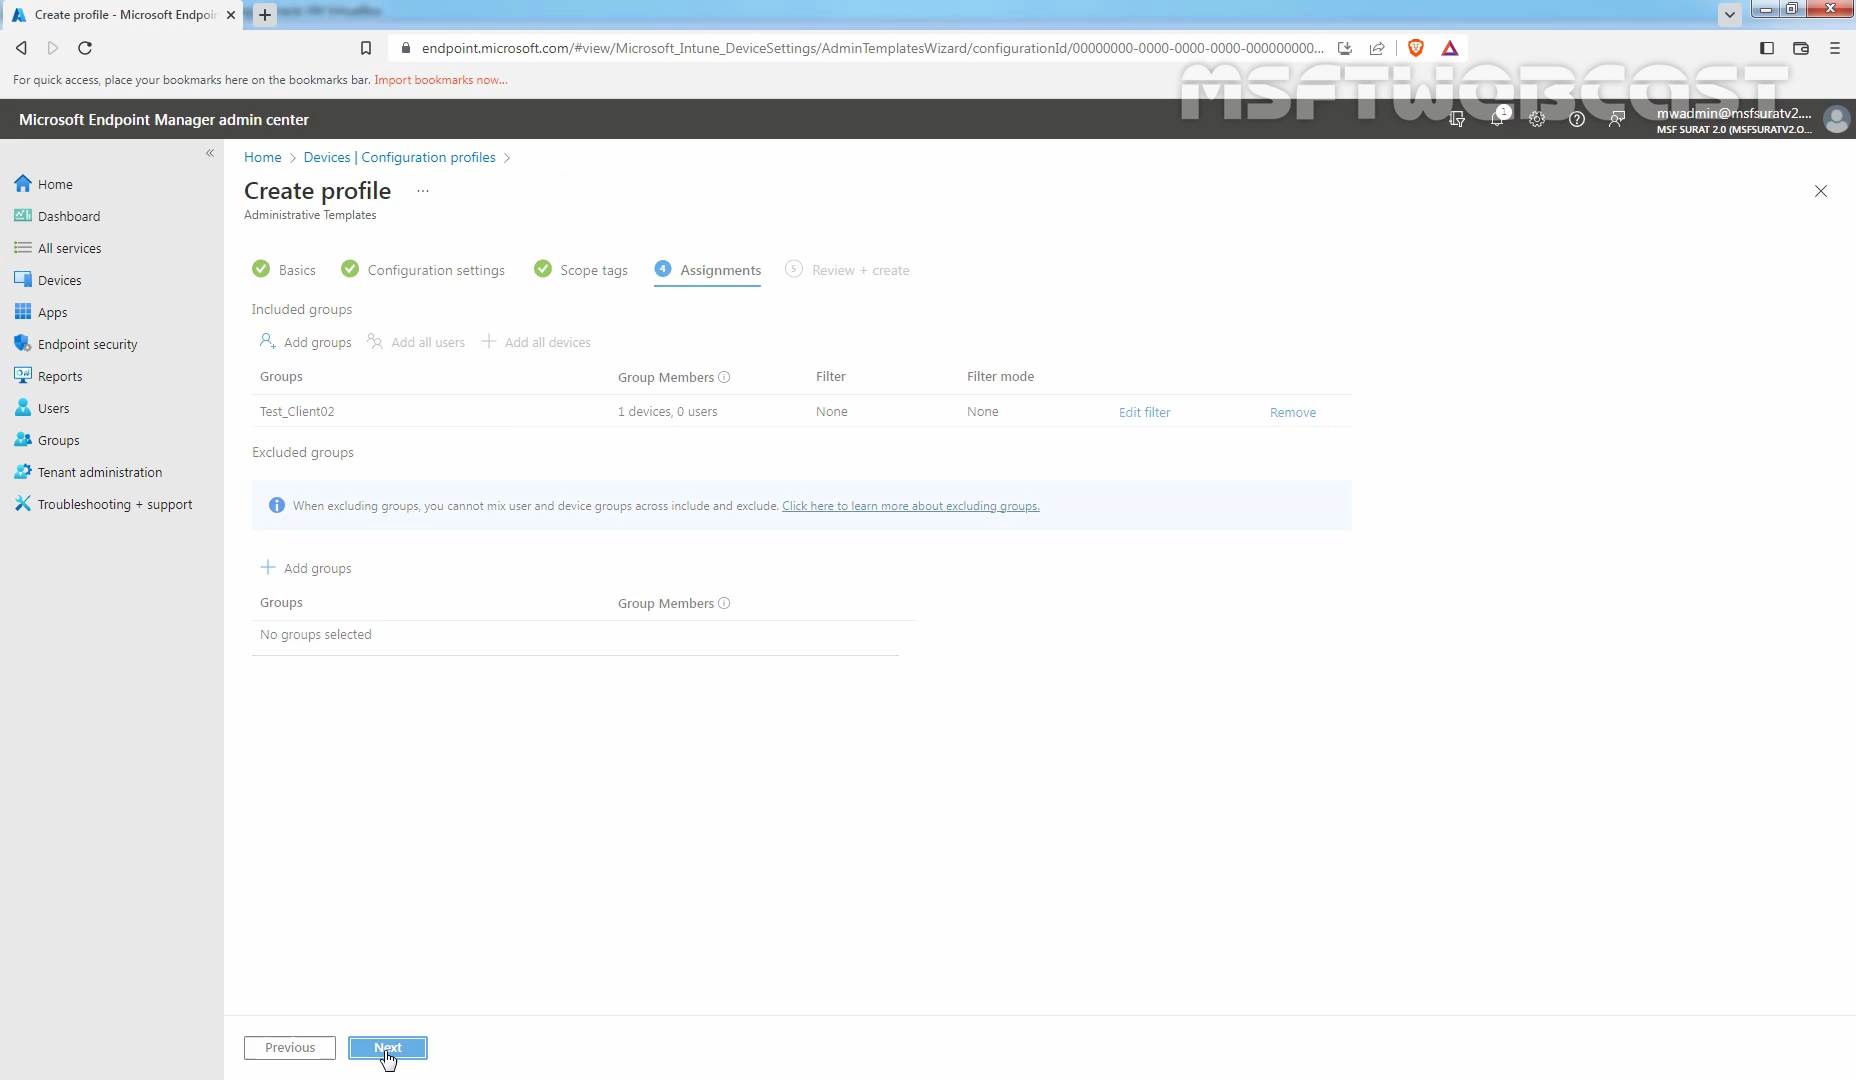 Create profile - Microsoft Endpoi
endpoint.microsoft.com/#view/Microsoft_Intune_DeviceSettings/AdminTemplatesWizard/configurationId/00000000-0000-0000-0000-000000000...
For quick access, place your bookmarks here on the bookmarks bar. Import bookmarks now...
MSFTWEBCAST
Microsoft Endpoint Manager admin center
1
mwadmin@msfsuratv2....
MSF SURAT 2.0 (MSFSURATV2.O...
Home
Dashboard
All services
Devices
Apps
Endpoint security
Reports
Users
Groups
Tenant administration
Troubleshooting + support
Home > Devices | Configuration profiles >
Create profile ...
Administrative Templates
Basics Configuration settings Scope tags 4 Assignments 5 Review + create
Included groups
Add groups Add all users Add all devices
Groups Group Members Filter Filter mode
Test_Client02 1 devices, 0 users None None Edit filter Remove
Excluded groups
When excluding groups, you cannot mix user and device groups across include and exclude. Click here to learn more about excluding groups.
Add groups
Groups Group Members
No groups selected
Previous Next